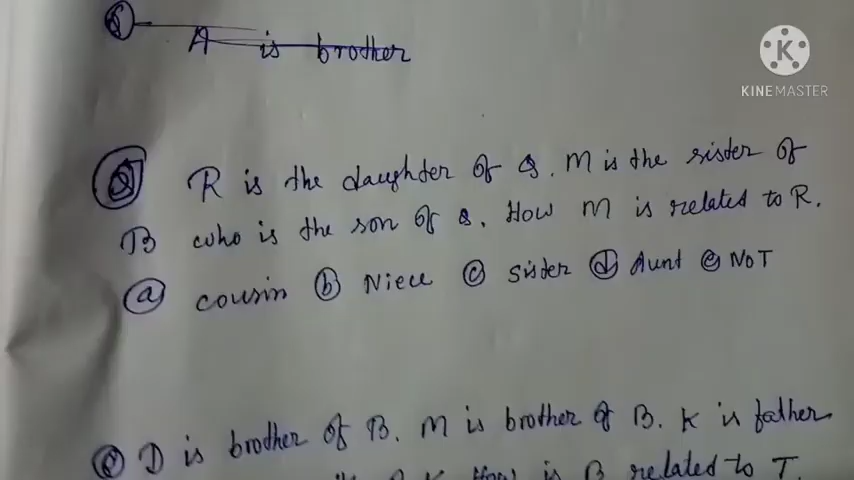 A is brother
K
KINEMASTER
R is the daughter of Q. M is the sister of
B who is the son of Q. How M is related to R.
(a) cousin (b) Niece (c) sister (d) Aunt (e) NOT
(Q) D is brother of B. M is brother of B. K is father
How is B related to T.